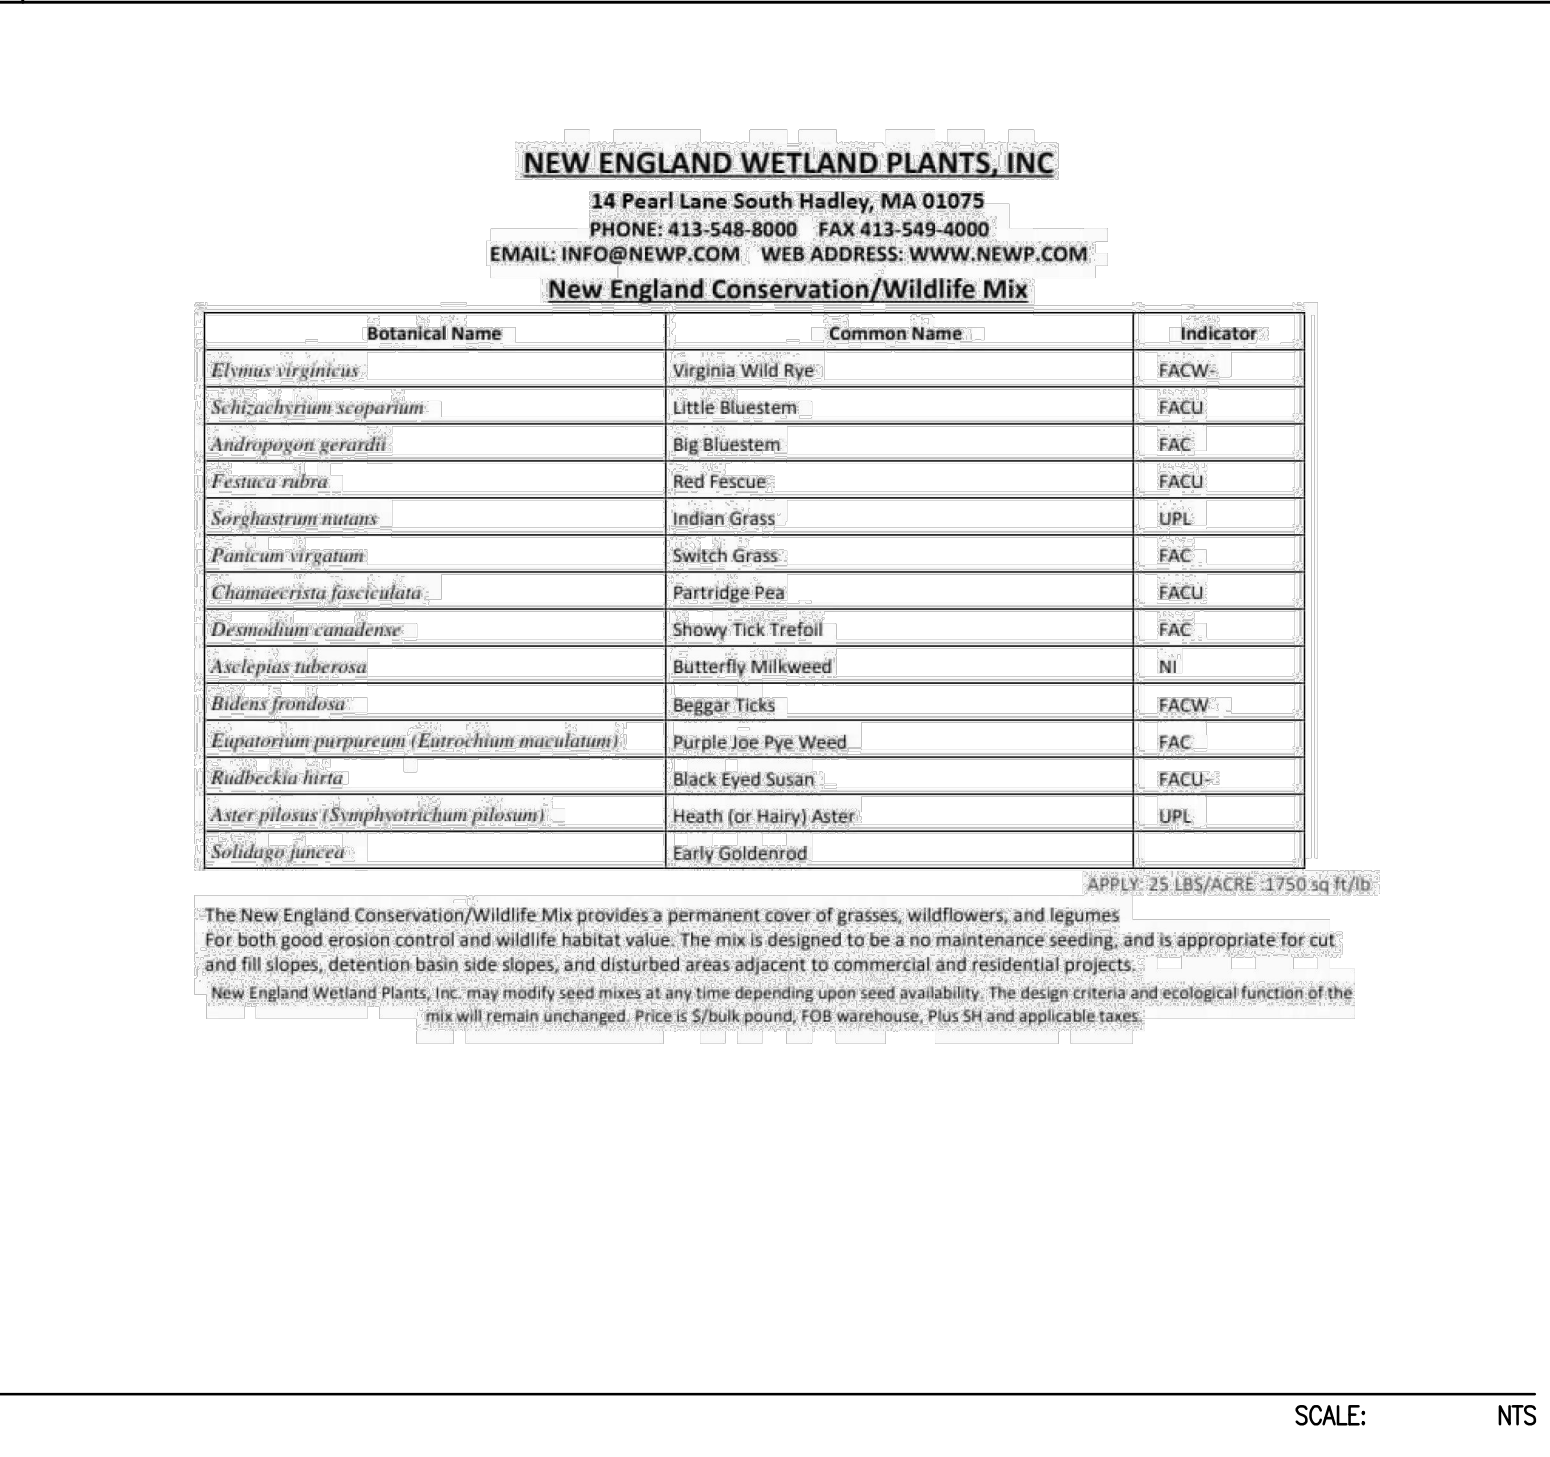 NEW ENGLAND WETLAND PLANTS, INC
14 Pearl Lane South Hadley, MA 01075
PHONE: 413-548-8000 FAX 413-549-4000
EMAIL: INFO@NEWP.COM WEB ADDRESS: WWW.NEWP.COM
New England Conservation/Wildlife Mix
Botanical Name Common Name Indicator
Elymus virginicus Virginia Wild Rye FACW-
Schizachyrium scoparium Little Bluestem FACU
Andropogon gerardii Big Bluestem FAC
Festuca rubra Red Fescue FACU
Sorghastrum nutans Indian Grass UPL
Panicum virgatum Switch Grass FAC
Chamaecrista fasciculata Partridge Pea FACU
Desmodium canadense Showy Tick Trefoil FAC
Asclepias tuberosa Butterfly Milkweed NI
Bidens frondosa Beggar Ticks FACW
Eupatorium purpureum (Eutrochium maculatum) Purple Joe Pye Weed FAC
Rudbeckia hirta Black Eyed Susan FACU-
Aster pilosus (Symphyotrichum pilosum) Heath (or Hairy) Aster UPL
Solidago juncea Early Goldenrod
APPLY: 25 LBS/ACRE :1750 sq ft/lb
The New England Conservation/Wildlife Mix provides a permanent cover of grasses, wildflowers, and legumes
For both good erosion control and wildlife habitat value. The mix is designed to be a no maintenance seeding, and is appropriate for cut
and fill slopes, detention basin side slopes, and disturbed areas adjacent to commercial and residential projects.
New England Wetland Plants, Inc. may modify seed mixes at any time depending upon seed availability. The design criteria and ecological function of the
mix will remain unchanged. Price is $/bulk pound, FOB warehouse, Plus SH and applicable taxes.
SCALE: NTS